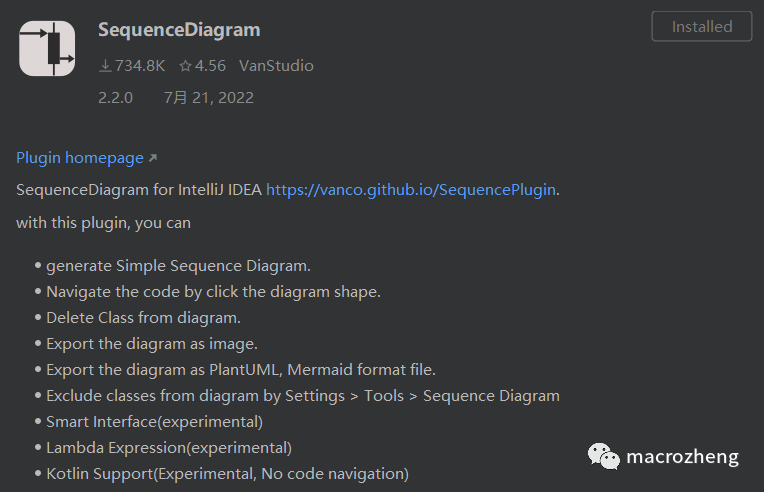 SequenceDiagram
Installed
734.8K 4.56 VanStudio
2.2.0 7月 21, 2022
Plugin homepage
SequenceDiagram for IntelliJ IDEA https://vanco.github.io/SequencePlugin.
with this plugin, you can
• generate Simple Sequence Diagram.
• Navigate the code by click the diagram shape.
• Delete Class from diagram.
• Export the diagram as image.
• Export the diagram as PlantUML, Mermaid format file.
• Exclude classes from diagram by Settings > Tools > Sequence Diagram
• Smart Interface(experimental)
• Lambda Expression(experimental)
• Kotlin Support(Experimental, No code navigation)
macrozheng